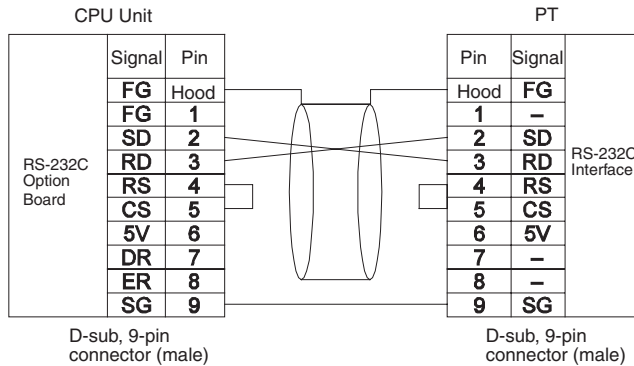 CPU Unit PT
Signal Pin Pin Signal
FG Hood Hood FG
FG 1 1 –
SD 2 2 SD
RD 3 3 RD
RS 4 4 RS
CS 5 5 CS
5V 6 6 5V
DR 7 7 –
ER 8 8 –
SG 9 9 SG
RS-232C
Option
Board
RS-232C
Interface
D-sub, 9-pin
connector (male)
D-sub, 9-pin
connector (male)